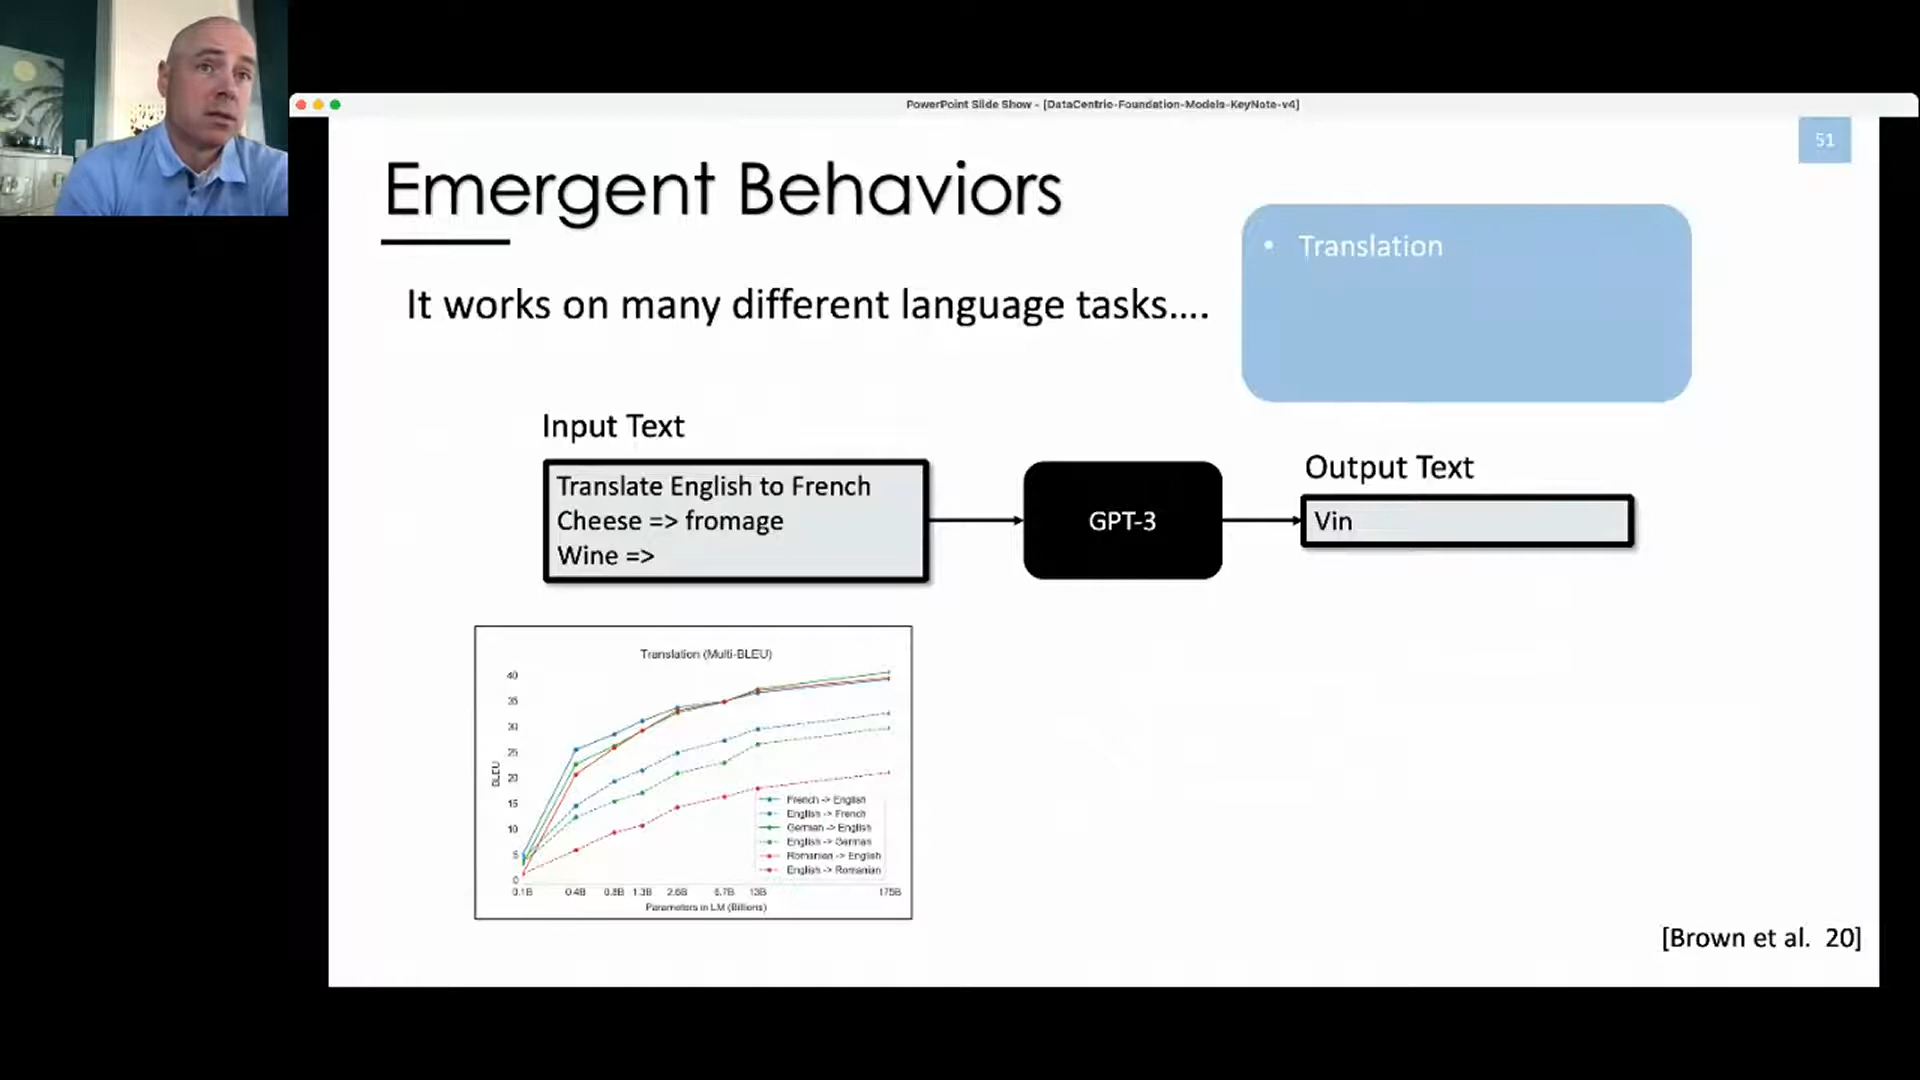 PowerPoint Slide Show - [DataCentric-Foundation-Models-KeyNote-v4]
51
Emergent Behaviors
• Translation
It works on many different language tasks....
Input Text
Translate English to French
Cheese => fromage
Wine =>
GPT-3
Output Text
Vin
Translation (Multi-BLEU)
40
35
30
25
20
15
10
5
0
BLEU
French -> English
English -> French
German -> English
English -> German
Romanian -> English
English -> Romanian
0.1B 0.4B 0.8B 1.3B 2.6B 6.7B 13B 175B
Parameters in LM (Billions)
[Brown et al. 20]